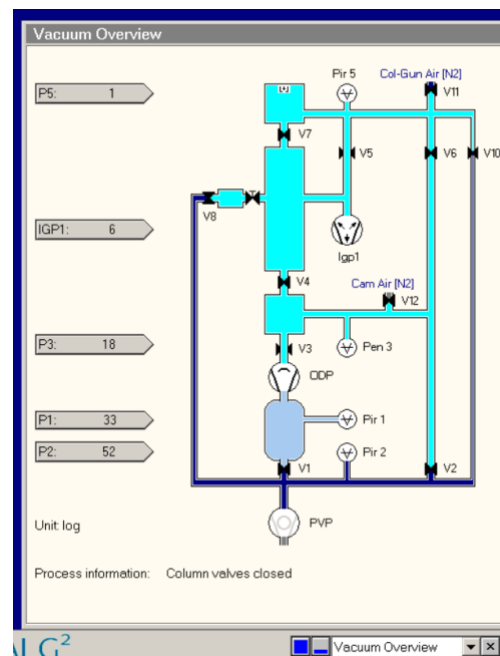 Vacuum Overview
Pir 5
Col-Gun Air [N2]
P5: 1
V11
V7
V5
V6
V10
V8
IGP1: 6
Igp1
V4
Cam Air [N2]
V12
P3: 18
V3
Pen 3
ODP
P1: 33
Pir 1
P2: 52
Pir 2
V1
V2
Unit: log
PVP
Process information: Column valves closed
ALG²
Vacuum Overview